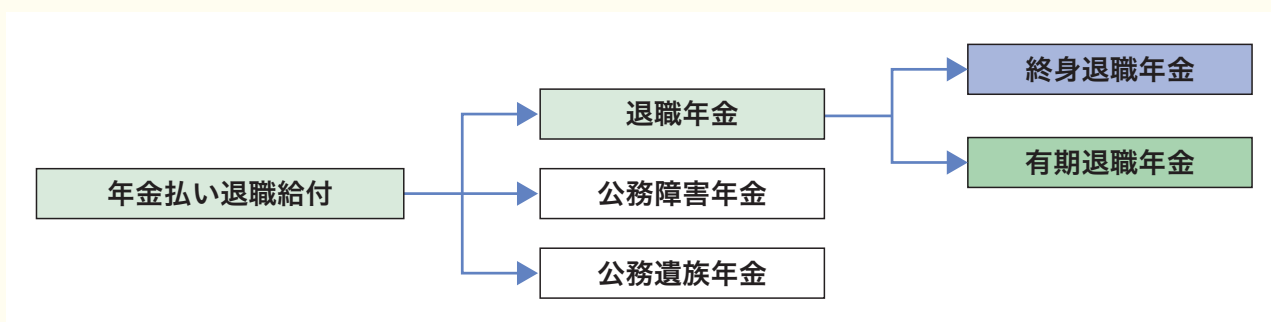 年金払い退職給付
退職年金
公務障害年金
公務遺族年金
終身退職年金
有期退職年金